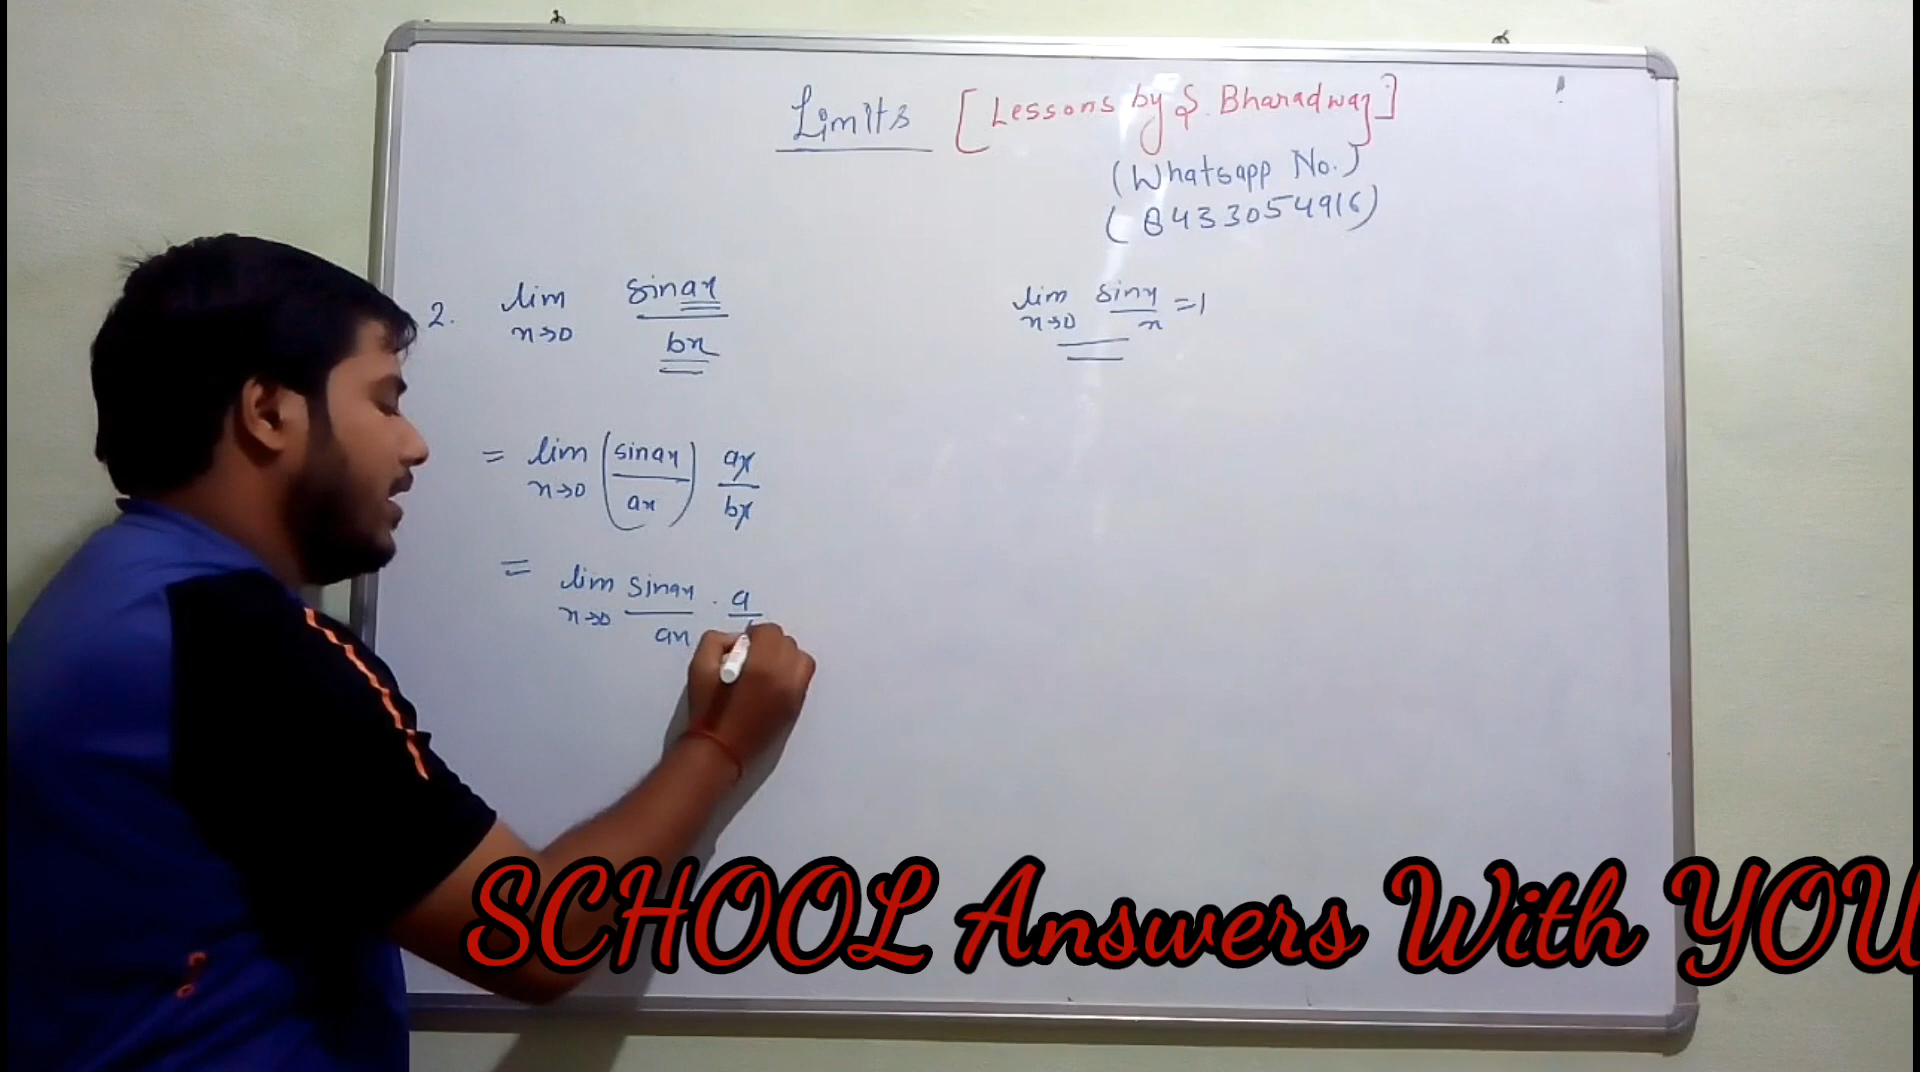 Limits [Lessons by S. Bharadwaj]
(Whatsapp No.)
(8433054916)
2. lim sinax
x→0 bx
lim sinx = 1
x→0 x
= lim (sinax) ax
x→0 ax bx
= lim sinax . a
x→0 ax
SCHOOL Answers With YOU